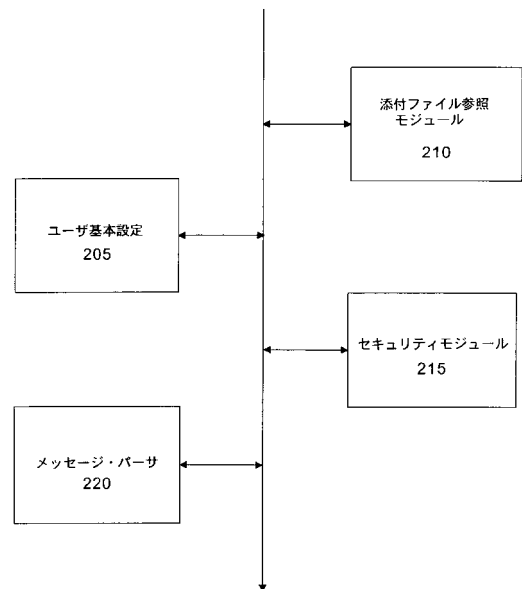 添付ファイル参照
モジュール
210
ユーザ基本設定
205
セキュリティモジュール
215
メッセージ・パーサ
220